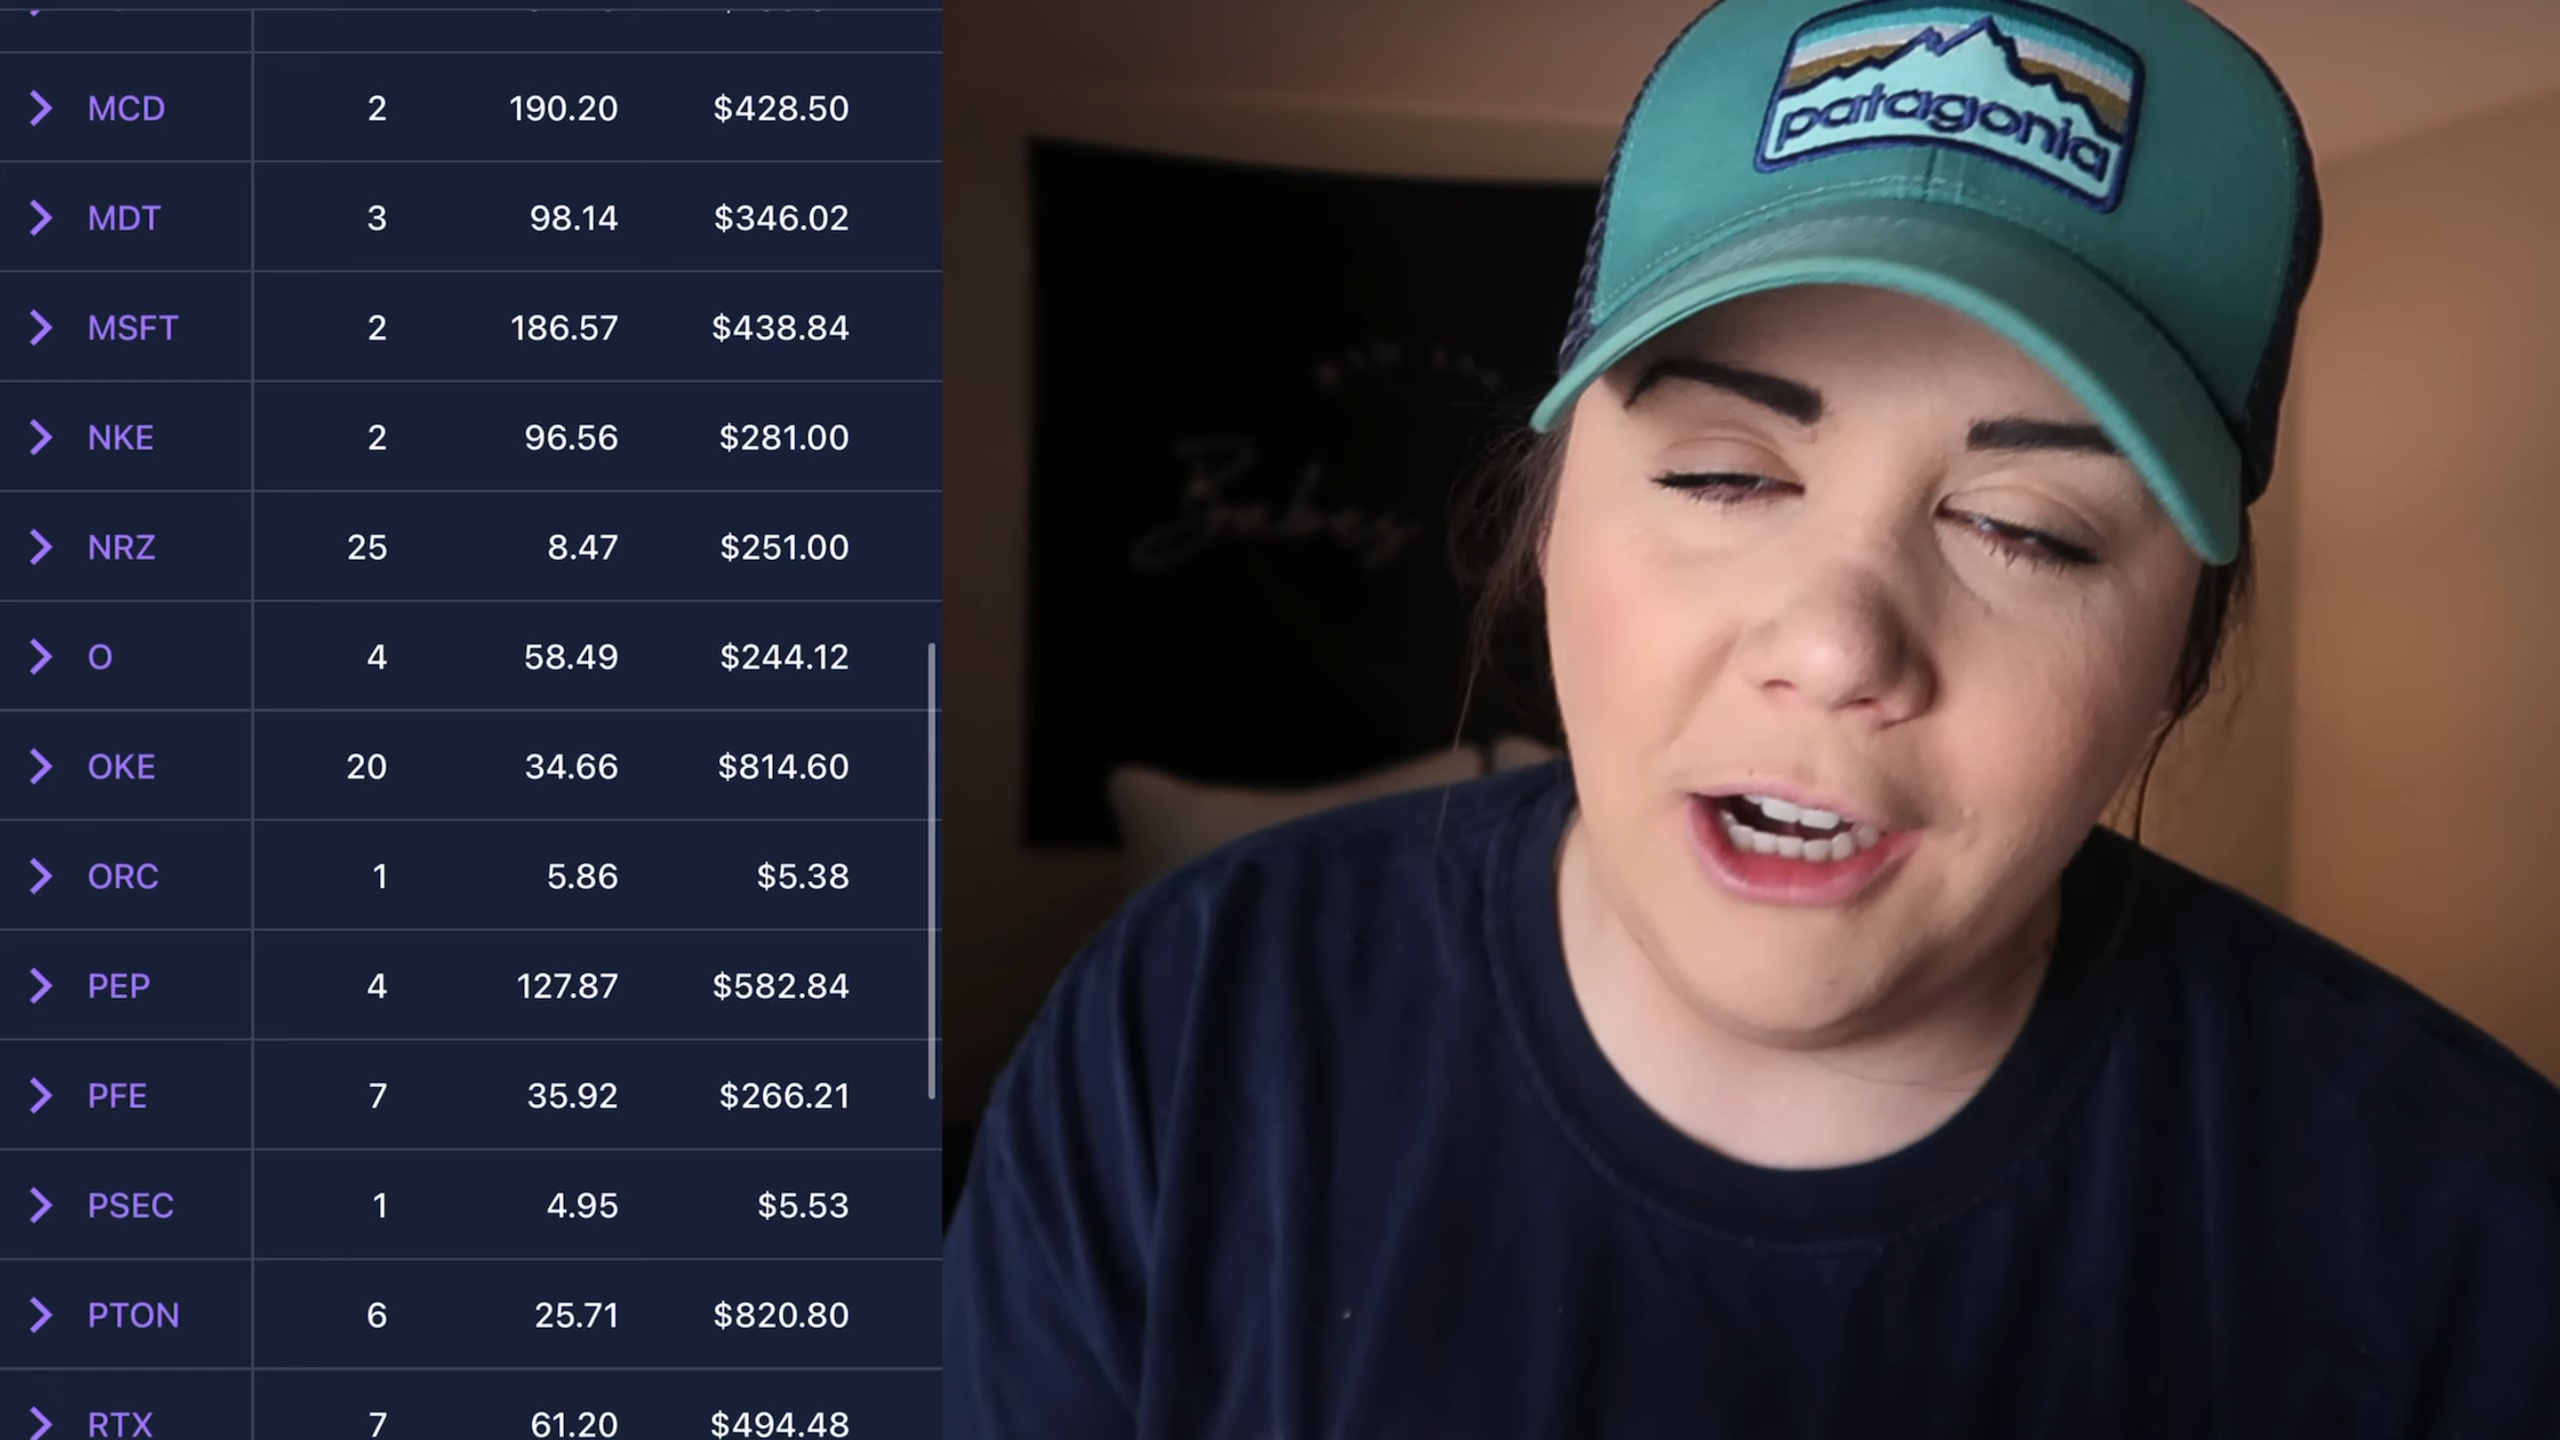 MCD 2 190.20 $428.50
MDT 3 98.14 $346.02
MSFT 2 186.57 $438.84
NKE 2 96.56 $281.00
NRZ 25 8.47 $251.00
O 4 58.49 $244.12
OKE 20 34.66 $814.60
ORC 1 5.86 $5.38
PEP 4 127.87 $582.84
PFE 7 35.92 $266.21
PSEC 1 4.95 $5.53
PTON 6 25.71 $820.80
RTX 7 61.20 $494.48
patagonia
Babes